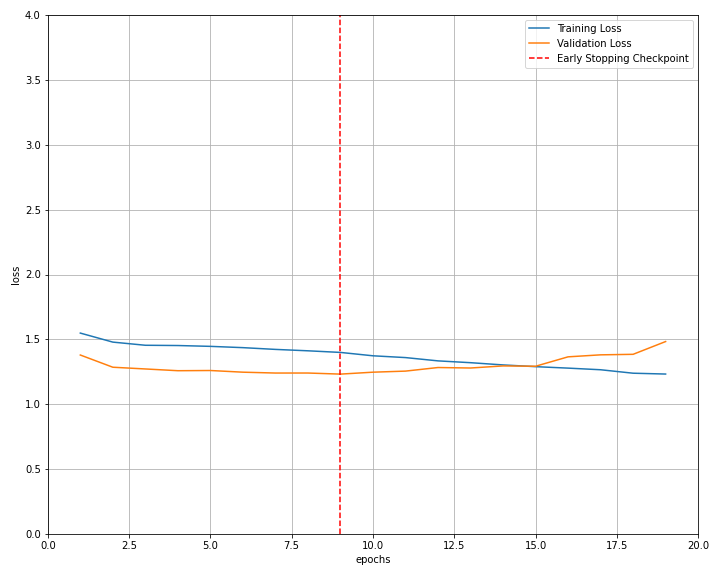 4.0
3.5
3.0
2.5
2.0
1.5
1.0
0.5
0.0
loss
Training Loss
Validation Loss
Early Stopping Checkpoint
0.0 2.5 5.0 7.5 10.0 12.5 15.0 17.5 20.0
epochs